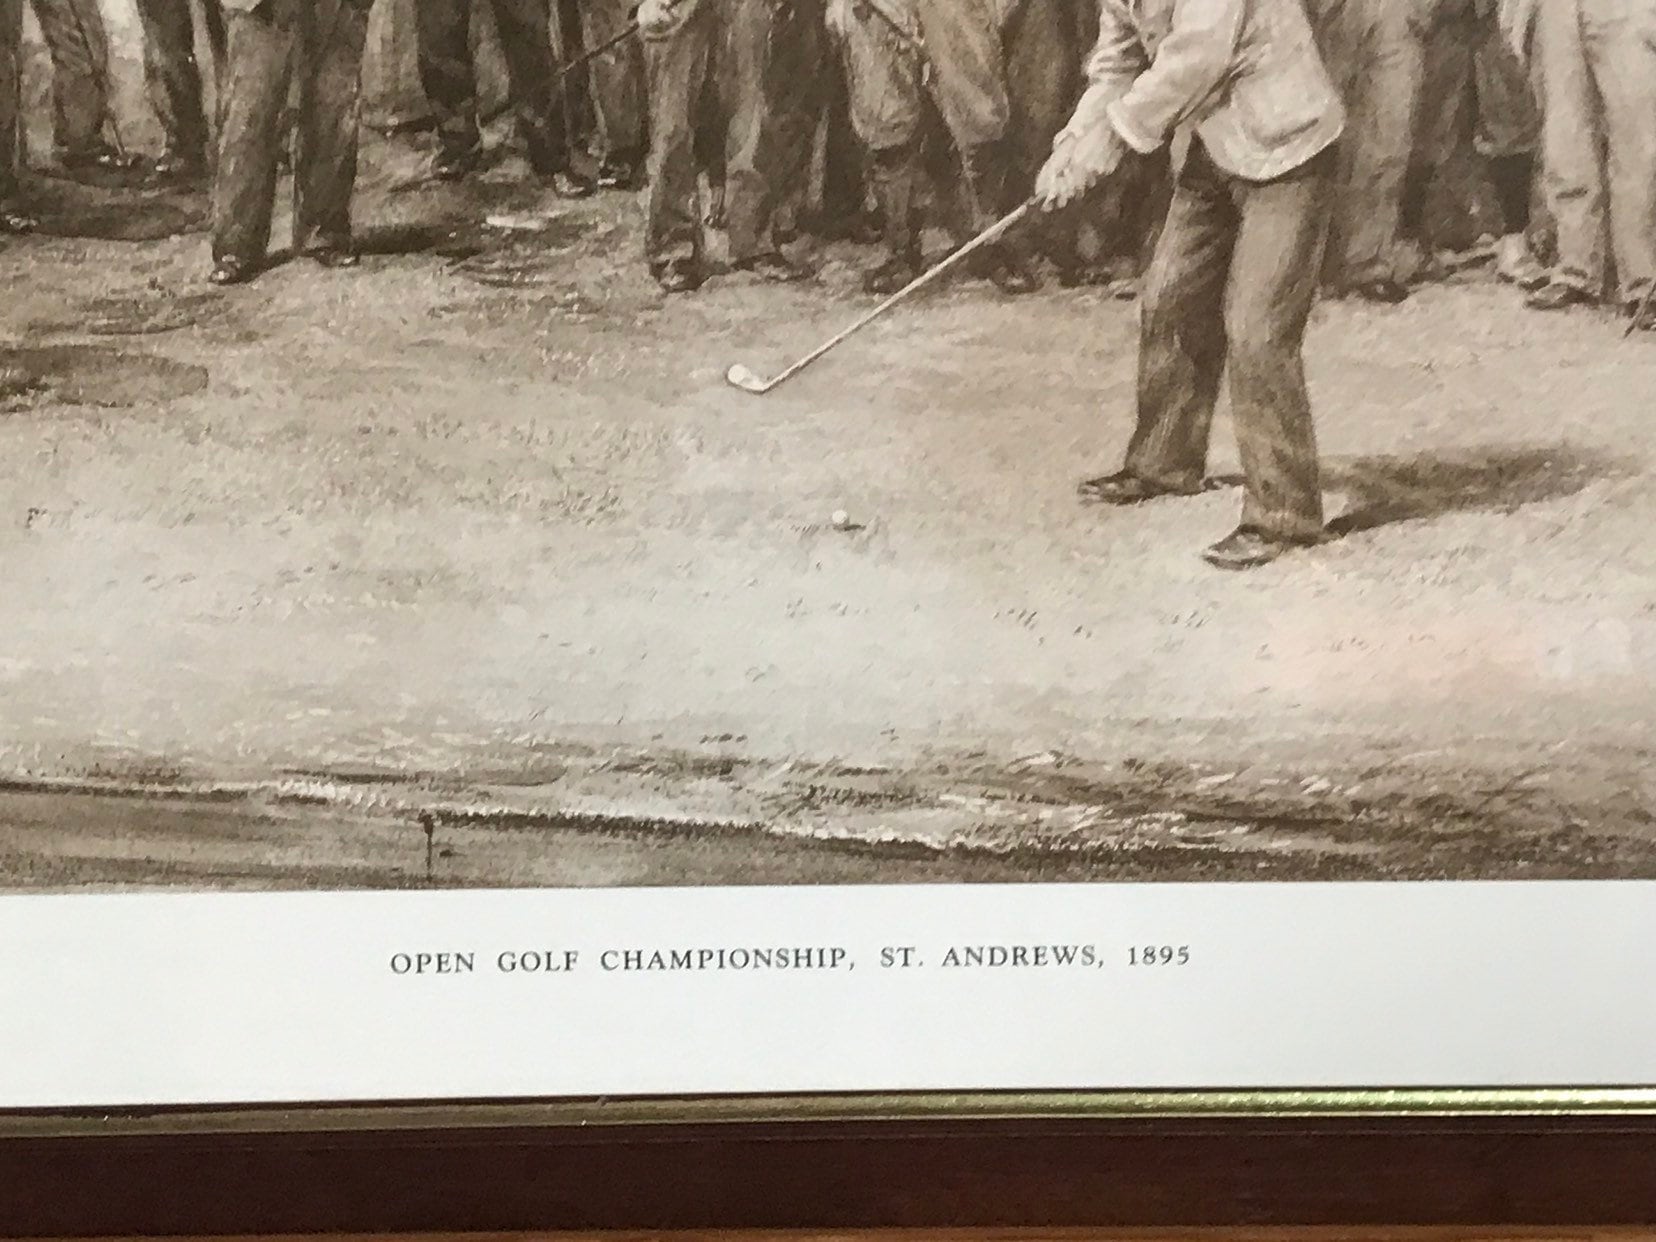 OPEN GOLF CHAMPIONSHIP, ST. ANDREWS, 1895